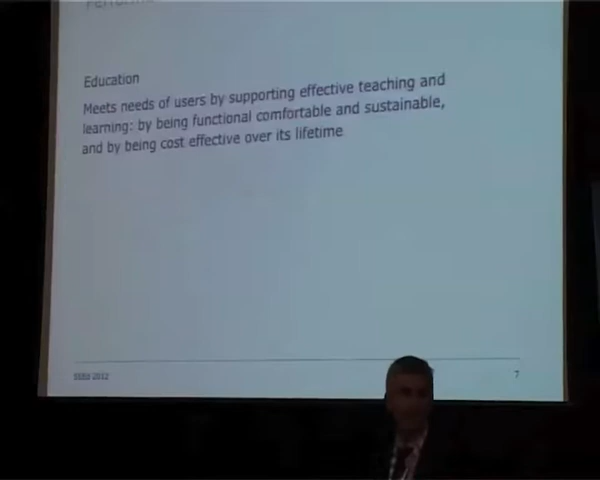 Education
Meets needs of users by supporting effective teaching and
learning: by being functional comfortable and sustainable,
and by being cost effective over its lifetime
2012
7